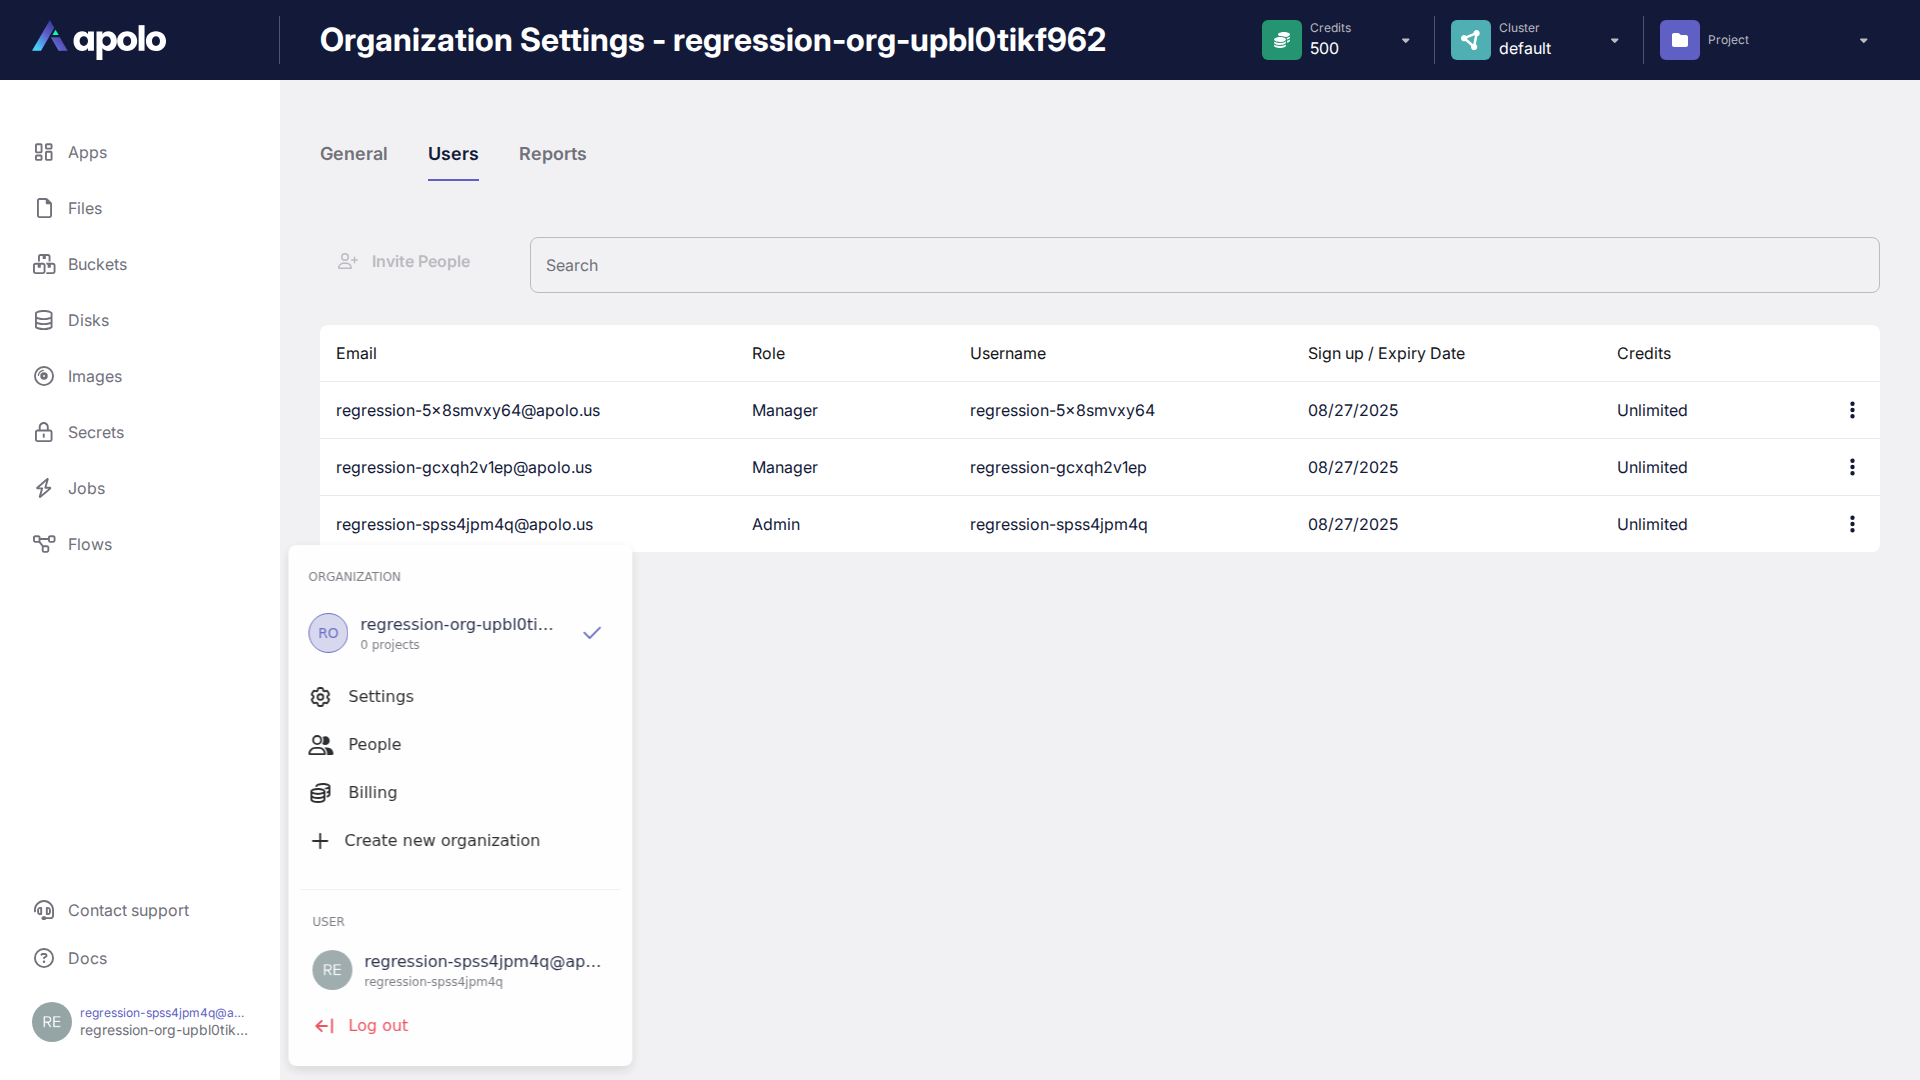 apolo
Organization Settings - regression-org-upbl0tikf962
Credits
500
Cluster
default
Project
Apps
Files
Buckets
Disks
Images
Secrets
Jobs
Flows
General
Users
Reports
Invite People
Search
Email Role Username Sign up / Expiry Date Credits
regression-5x8smvxy64@apolo.us Manager regression-5x8smvxy64 08/27/2025 Unlimited
regression-gcxqh2v1ep@apolo.us Manager regression-gcxqh2v1ep 08/27/2025 Unlimited
regression-spss4jpm4q@apolo.us Admin regression-spss4jpm4q 08/27/2025 Unlimited
ORGANIZATION
RO
regression-org-upbl0ti...
0 projects
Settings
People
Billing
Create new organization
USER
RE
regression-spss4jpm4q@ap...
regression-spss4jpm4q
Log out
Contact support
Docs
RE
regression-spss4jpm4q@a...
regression-org-upbl0tik...